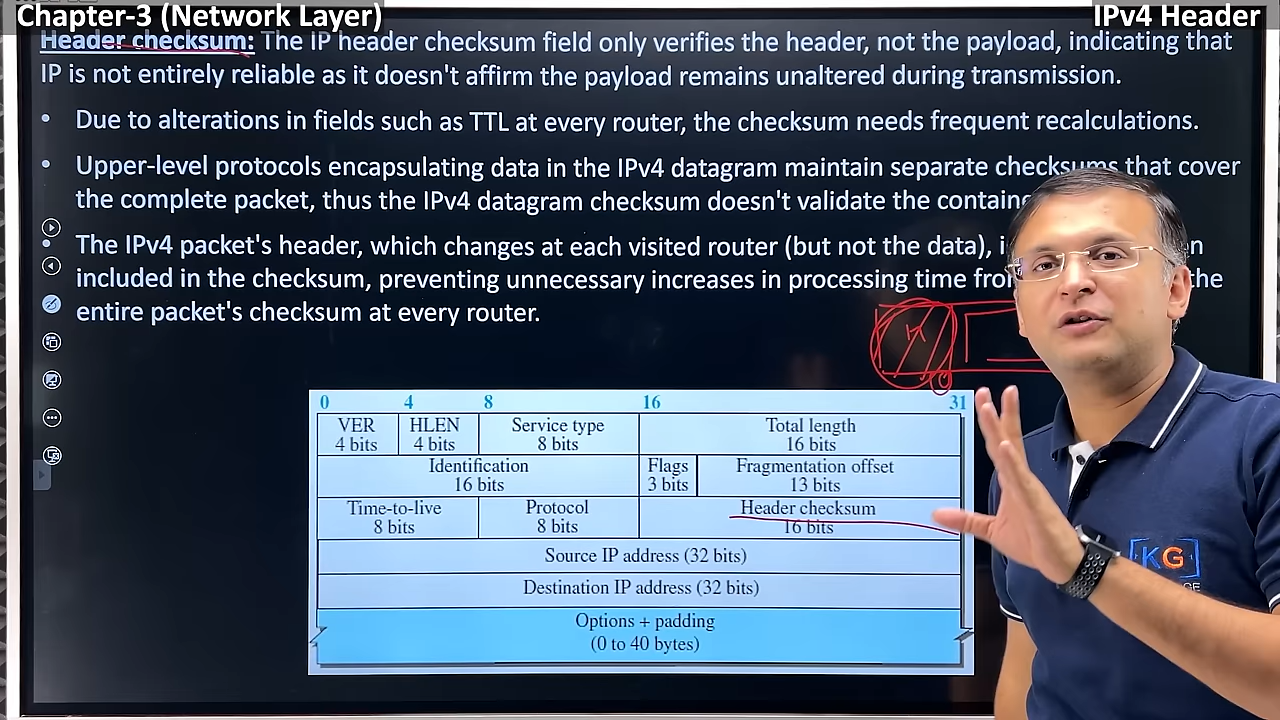 Chapter-3 (Network Layer)
IPv4 Header
Header checksum: The IP header checksum field only verifies the header, not the payload, indicating that
IP is not entirely reliable as it doesn't affirm the payload remains unaltered during transmission.
• Due to alterations in fields such as TTL at every router, the checksum needs frequent recalculations.
• Upper-level protocols encapsulating data in the IPv4 datagram maintain separate checksums that cover
the complete packet, thus the IPv4 datagram checksum doesn't validate the
• The IPv4 packet's header, which changes at each visited router (but not the data),
included in the checksum, preventing unnecessary increases in processing time the
entire packet's checksum at every router.
H
0 4 8 16 31
VER HLEN Service type Total length
4 bits 4 bits 8 bits 16 bits
Identification Flags Fragmentation offset
16 bits 3 bits 13 bits
Time-to-live Protocol Header checksum
8 bits 8 bits 16 bits
Source IP address (32 bits)
Destination IP address (32 bits)
Options + padding
(0 to 40 bytes)
KG